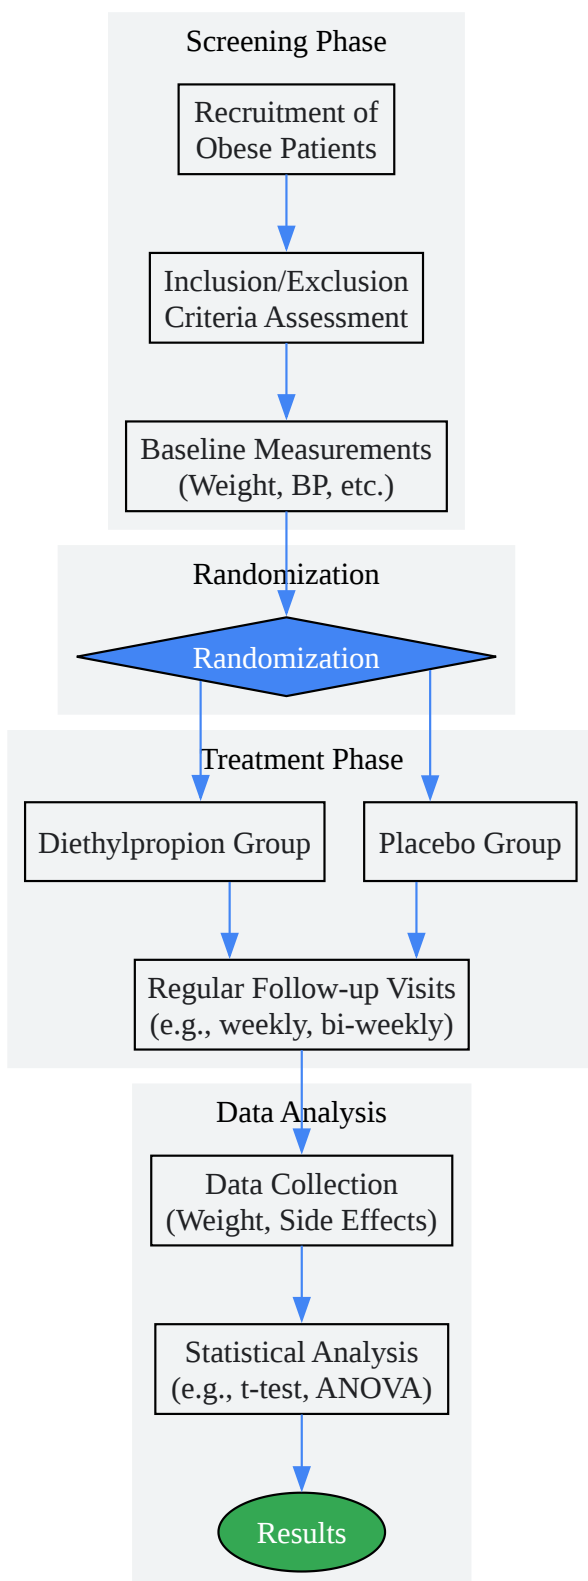 Screening Phase
Recruitment of
Obese Patients
Inclusion/Exclusion
Criteria Assessment
Baseline Measurements
(Weight, BP, etc.)
Randomization
Randomization
Treatment Phase
Diethylpropion Group
Placebo Group
Regular Follow-up Visits
(e.g., weekly, bi-weekly)
Data Analysis
Data Collection
(Weight, Side Effects)
Statistical Analysis
(e.g., t-test, ANOVA)
Results